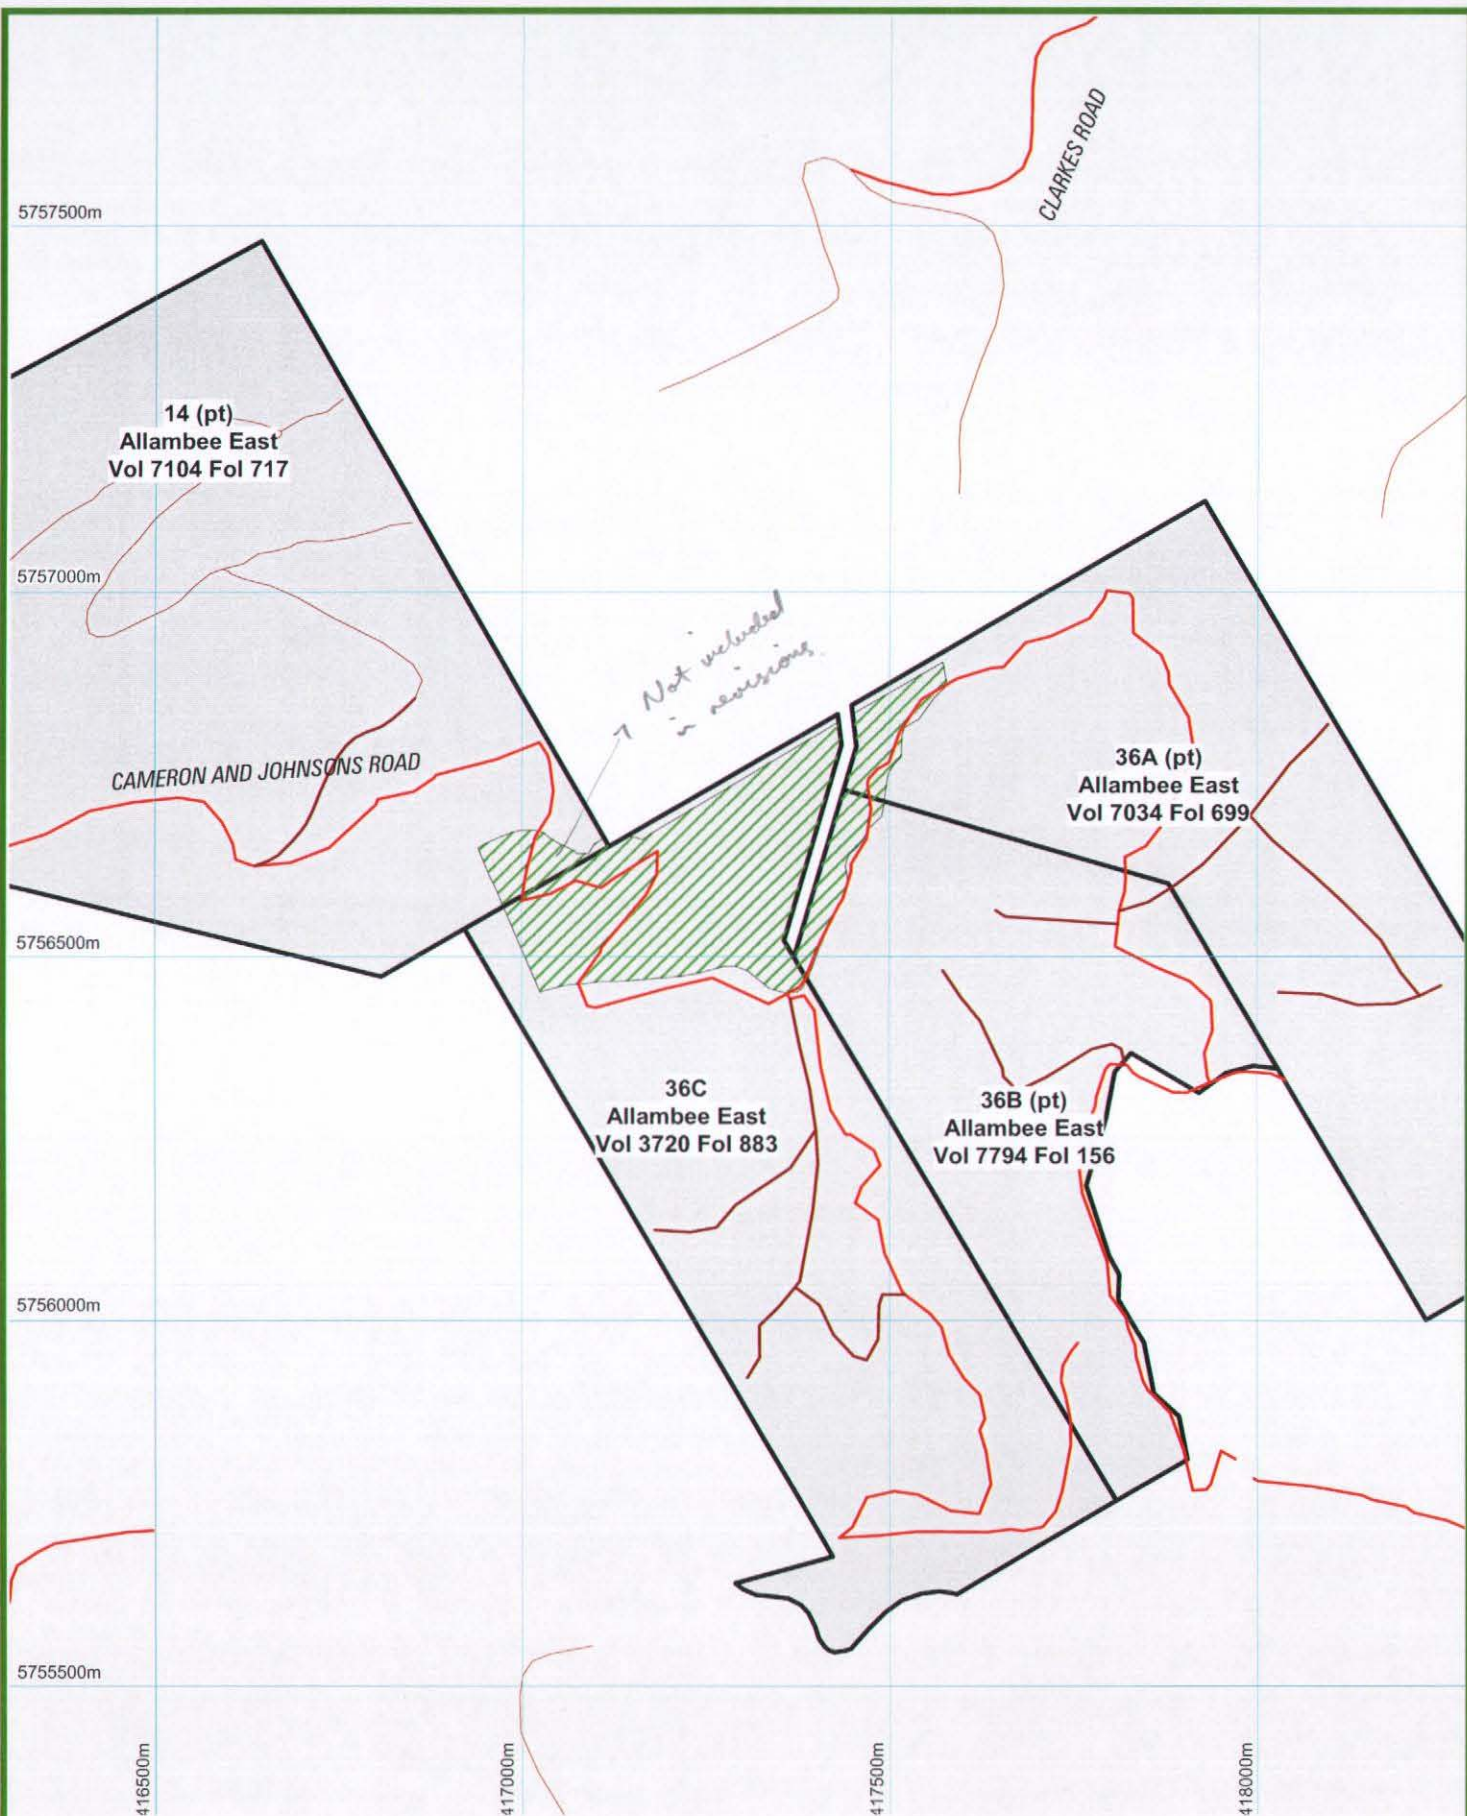 CLARKES ROAD
5757500m
14 (pt)
Allambee East
Vol 7104 Fol 717
5757000m
Not included
in revisions.
CAMERON AND JOHNSONS ROAD
36A (pt)
Allambee East
Vol 7034 Fol 699
5756500m
36C
Allambee East
Vol 3720 Fol 883
36B (pt)
Allambee East
Vol 7794 Fol 156
5756000m
5755500m
416500m
417000m
417500m
418000m